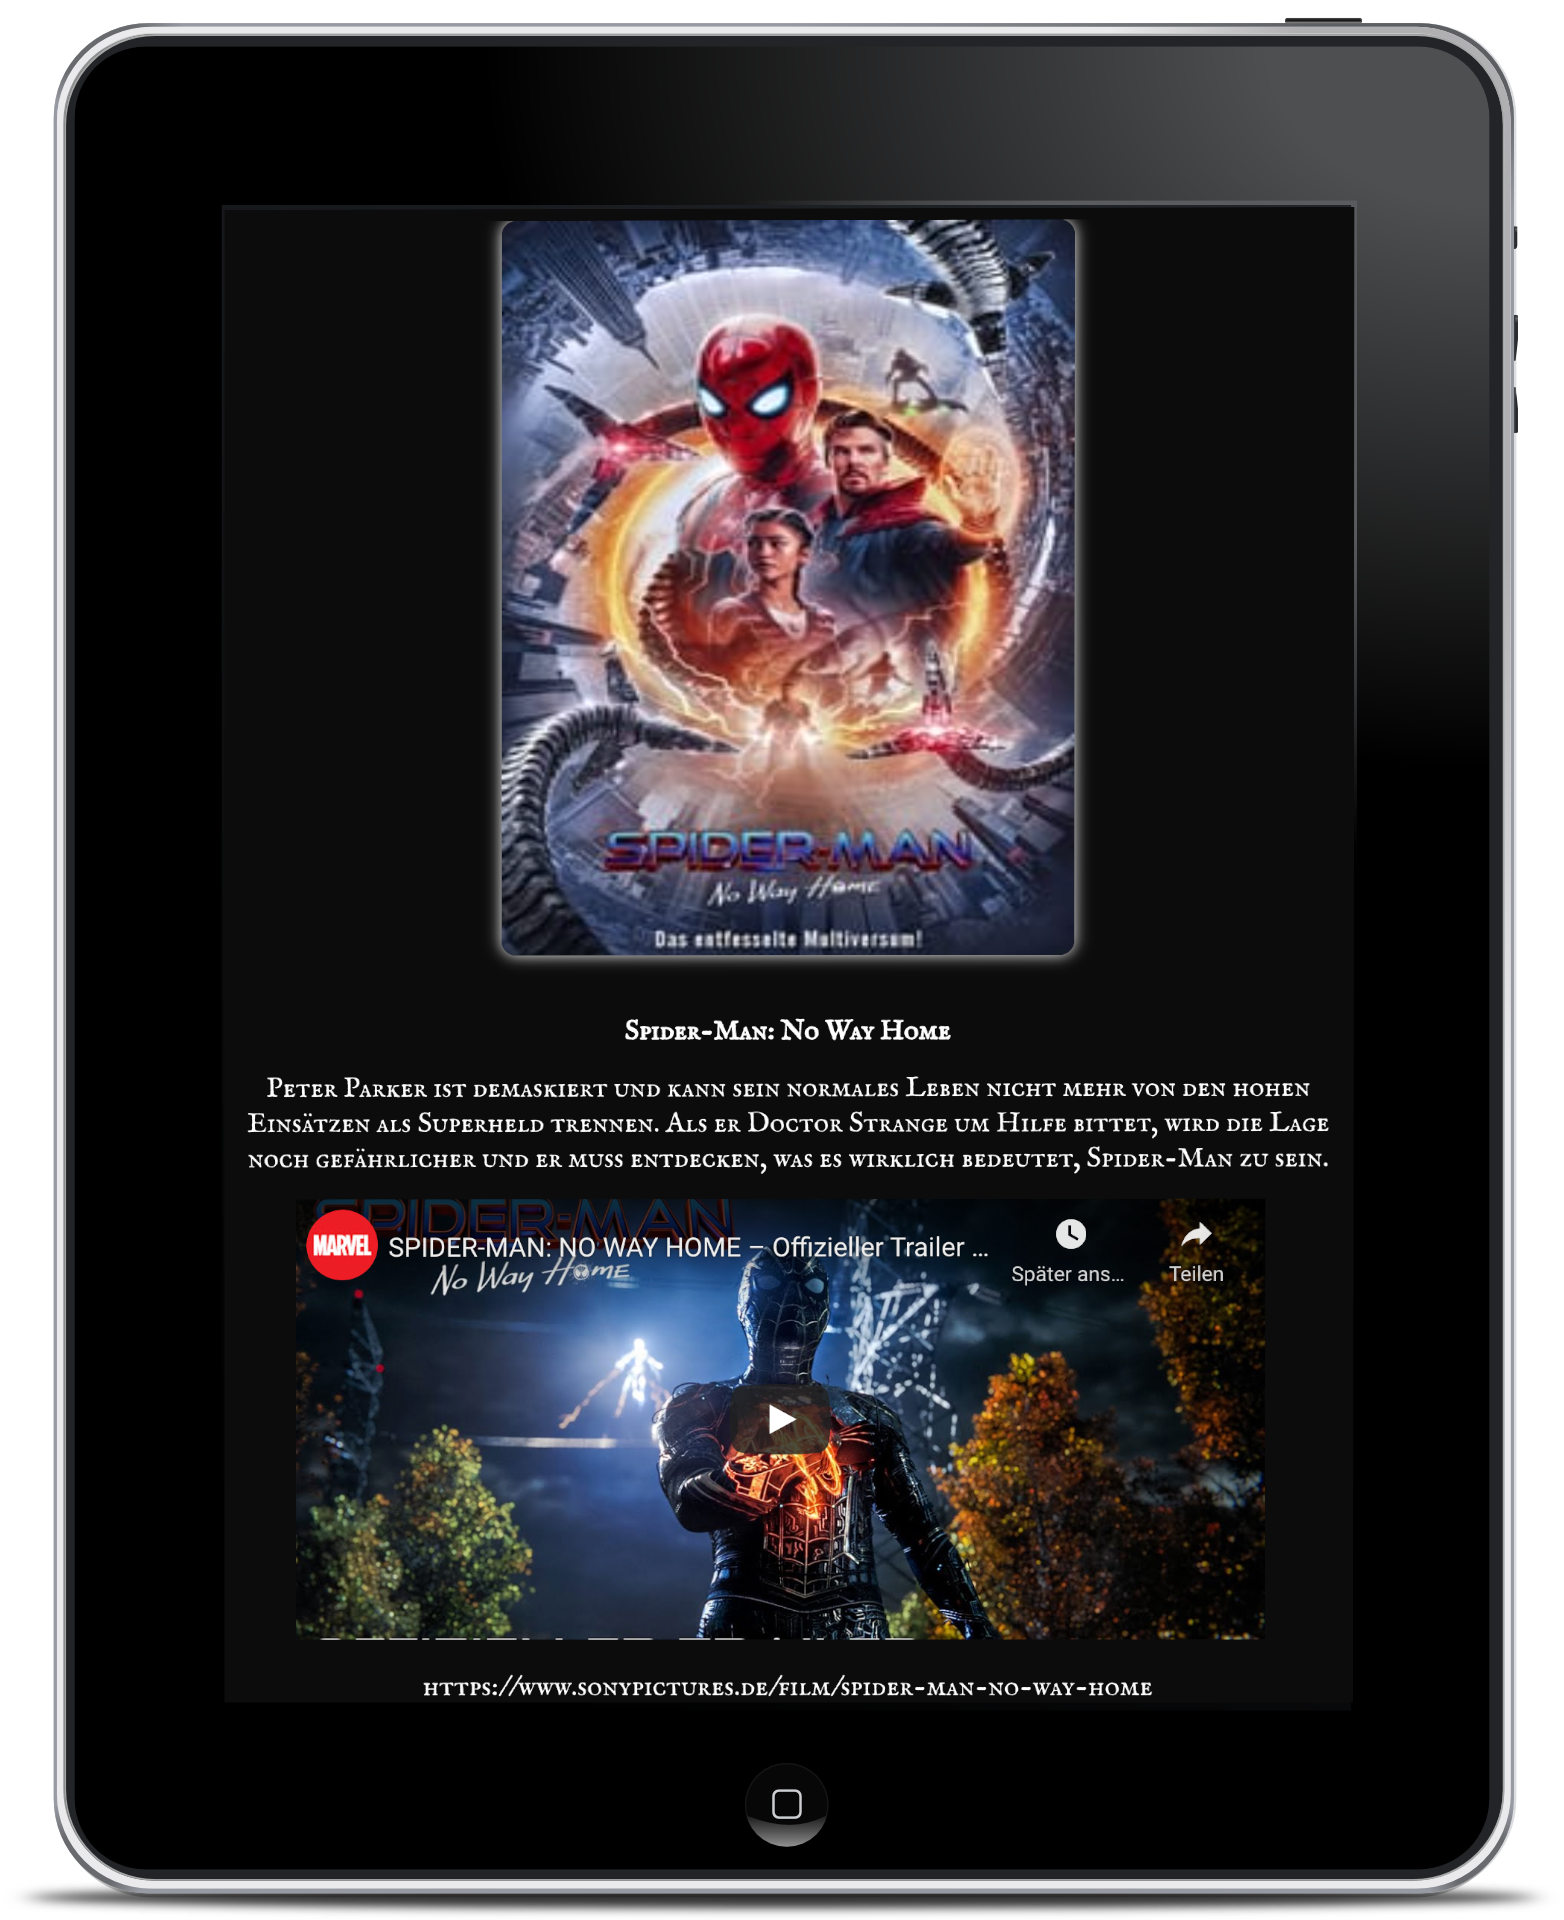 SPIDER-MAN
No Way Home
Das entfesselte Multiversum!
Spider-Man: No Way Home
Peter Parker ist demaskiert und kann sein normales Leben nicht mehr von den hohen
Einsätzen als Superheld trennen. Als er Doctor Strange um Hilfe bittet, wird die Lage
noch gefährlicher und er muss entdecken, was es wirklich bedeutet, Spider-Man zu sein.
SPIDER-MAN
MARVEL SPIDER-MAN: NO WAY HOME – Offizieller Trailer ...
No Way Home
Später ans... Teilen
https://www.sonypictures.de/film/spider-man-no-way-home